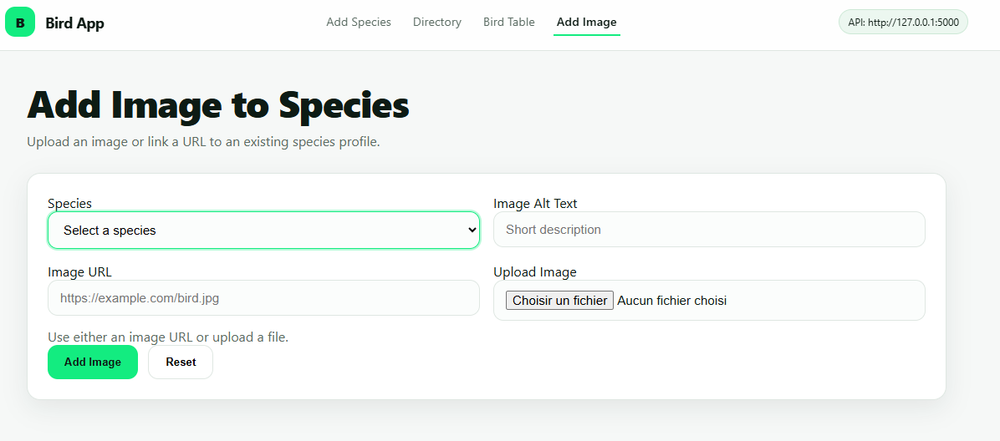 B Bird App Add Species Directory Bird Table Add Image API: http://127.0.0.1:5000
Add Image to Species
Upload an image or link a URL to an existing species profile.
Species Image Alt Text
Select a species Short description
Image URL Upload Image
https://example.com/bird.jpg Choisir un fichier Aucun fichier choisi
Use either an image URL or upload a file.
Add Image Reset